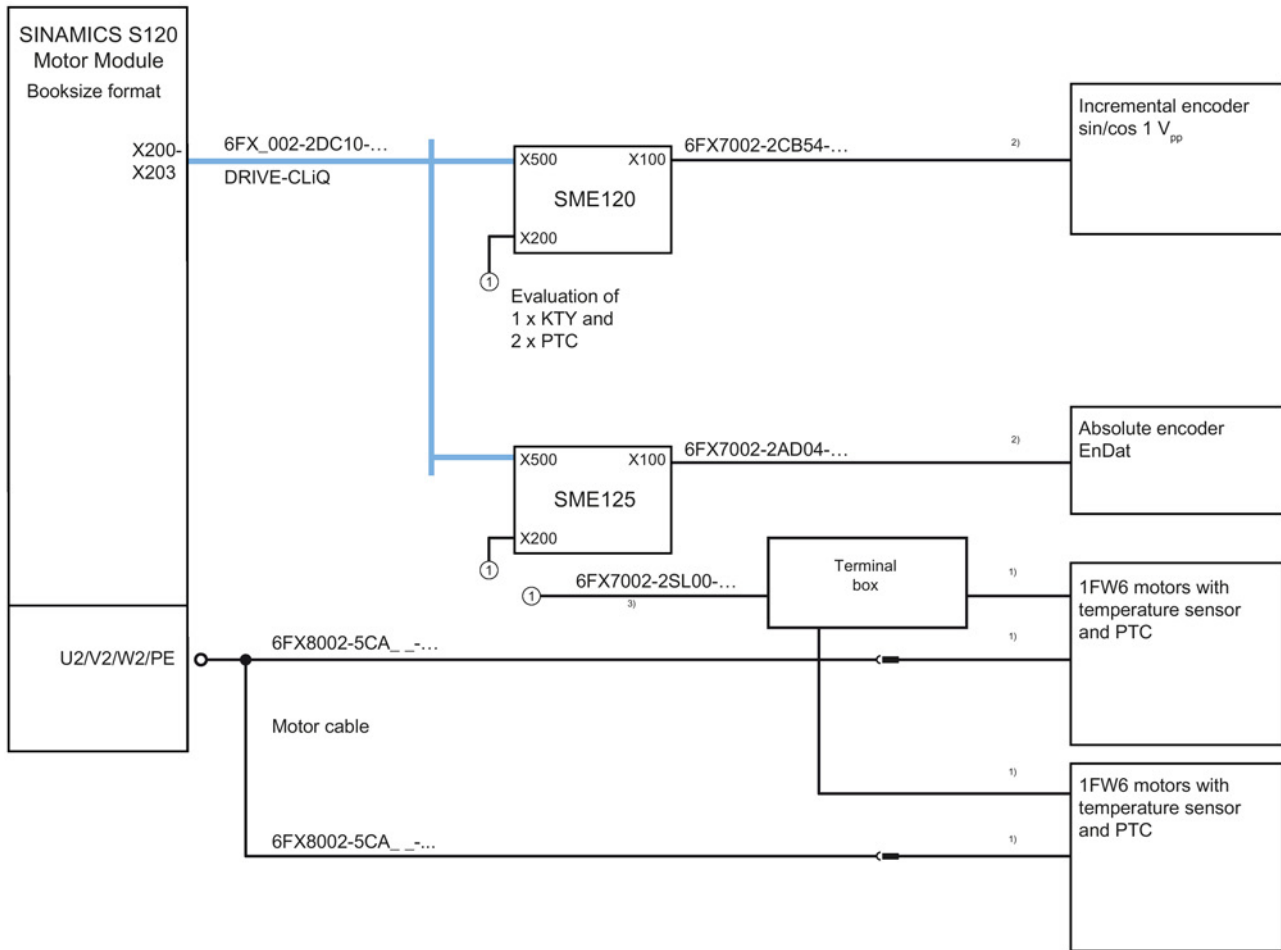 SINAMICS S120
Motor Module
Booksize format
X200-
X203
6FX_002-2DC10-…
DRIVE-CLiQ
X500
X100
SME120
X200
①
Evaluation of
1 x KTY and
2 x PTC
6FX7002-2CB54-…
2)
Incremental encoder
sin/cos 1 Vpp
X500
X100
SME125
X200
①
6FX7002-2AD04-…
2)
Absolute encoder
EnDat
①
6FX7002-2SL00-…
3)
Terminal
box
1)
1FW6 motors with
temperature sensor
and PTC
U2/V2/W2/PE
6FX8002-5CA_ _-…
1)
Motor cable
1)
1FW6 motors with
temperature sensor
and PTC
6FX8002-5CA_ _-...
1)